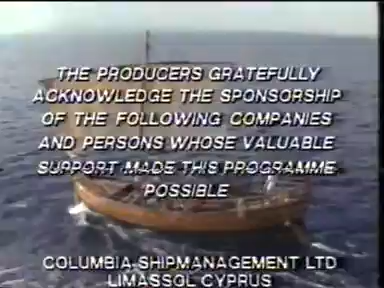 THE PRODUCERS GRATEFULLY
ACKNOWLEDGE THE SPONSORSHIP
OF THE FOLLOWING COMPANIES
AND PERSONS WHOSE VALUABLE
SUPPORT MADE THIS PROGRAMME
POSSIBLE
COLUMBIA SHIPMANAGEMENT LTD
LIMASSOL CYPRUS